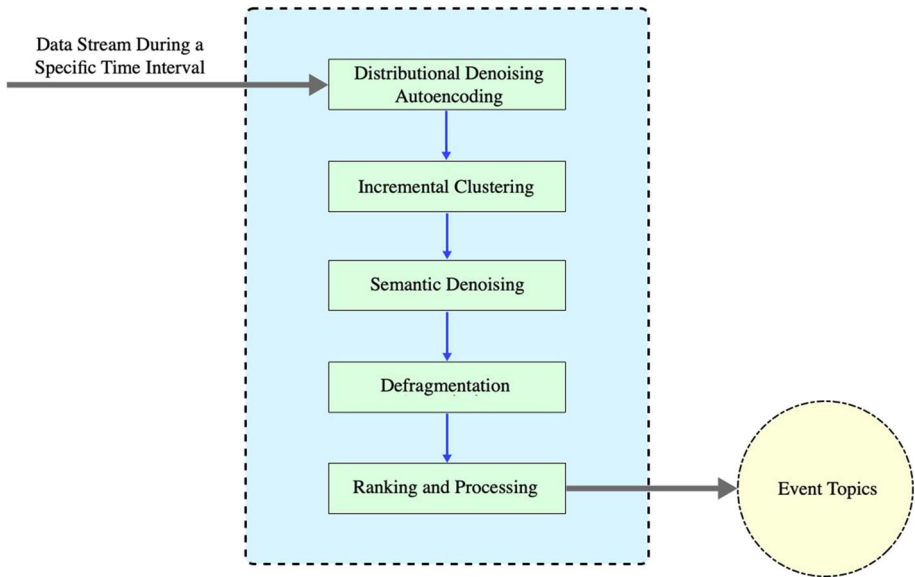 Data Stream During a
Specific Time Interval
Distributional Denoising
Autoencoding
Incremental Clustering
Semantic Denoising
Defragmentation
Ranking and Processing
Event Topics